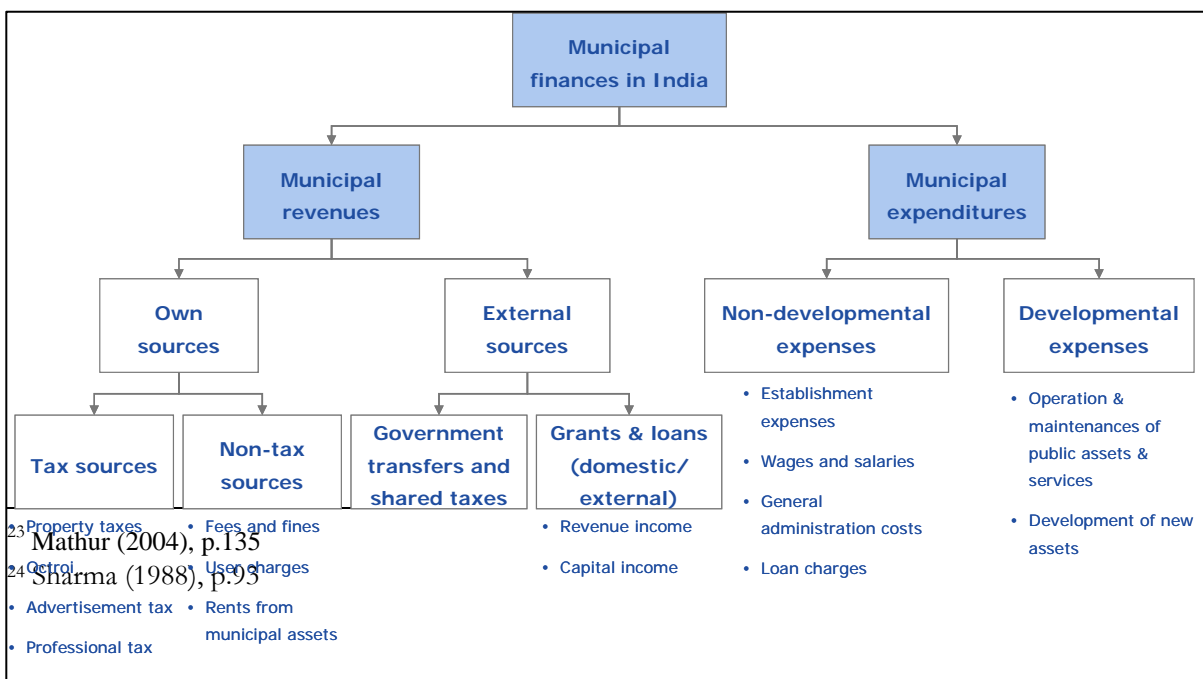 Municipal
finances in India
Municipal
revenues
Municipal
expenditures
Own
sources
External
sources
Non-developmental
expenses
Developmental
expenses
Tax sources
Non-tax
sources
Government
transfers and
shared taxes
Grants & loans
(domestic/
external)
• Property taxes
• Octroi
• Advertisement tax
• Professional tax
• Fees and fines
• User charges
• Rents from
municipal assets
• Revenue income
• Capital income
• Establishment
expenses
• Wages and salaries
• General
administration costs
• Loan charges
• Operation &
maintenances of
public assets &
services
• Development of new
assets
23 Mathur (2004), p.135
24 Sharma (1988), p.93